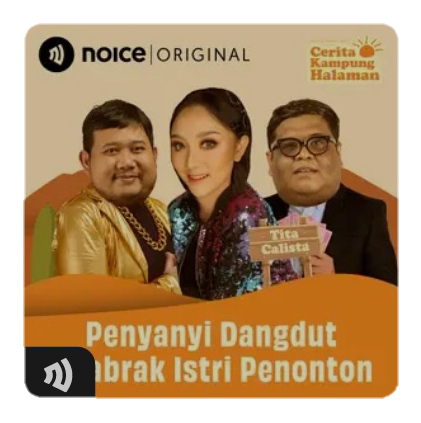 noice | ORIGINAL
Cerita
Kampung
Halaman
Tita
Calista
Penyanyi Dangdut
Istri Penonton